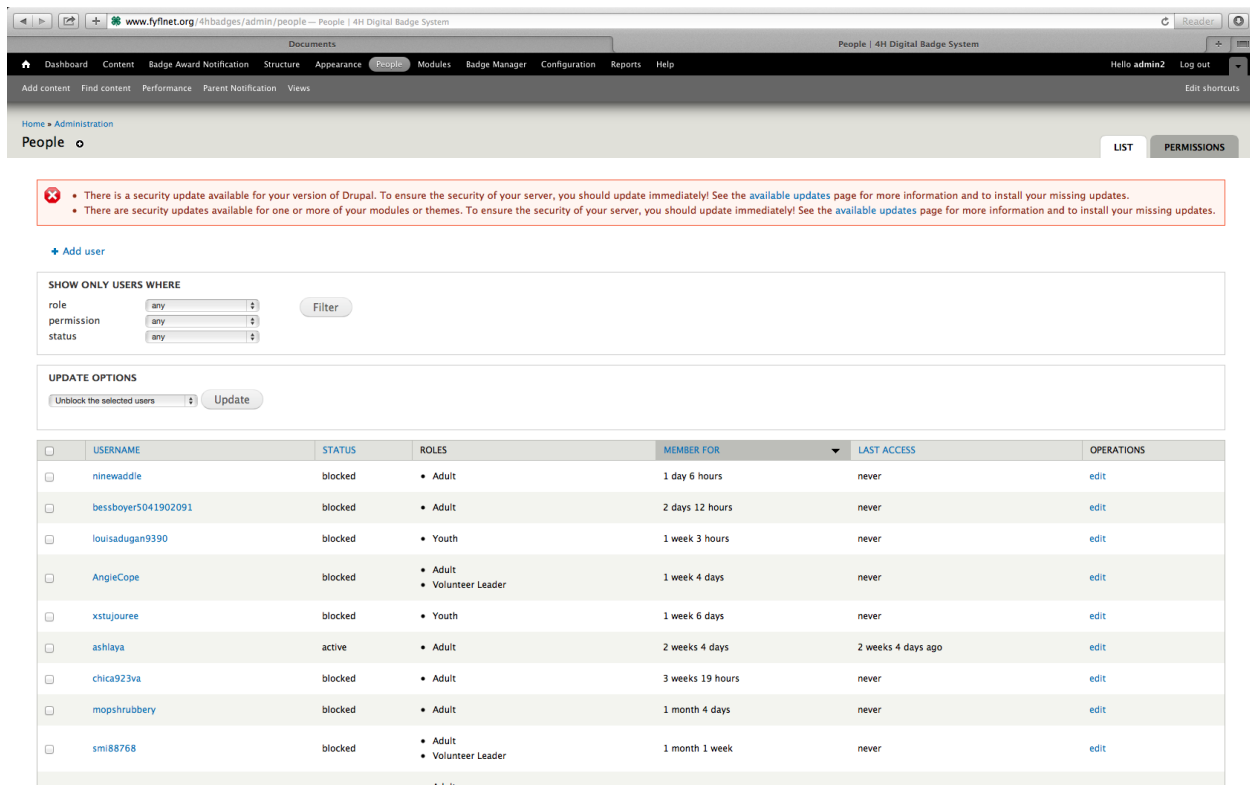 www.fyflnet.org/4hbadges/admin/people — People | 4H Digital Badge System Reader
Documents People | 4H Digital Badge System
Dashboard Content Badge Award Notification Structure Appearance People Modules Badge Manager Configuration Reports Help Hello admin2 Log out
Add content Find content Performance Parent Notification Views Edit shortcuts
Home » Administration
People LIST PERMISSIONS
• There is a security update available for your version of Drupal. To ensure the security of your server, you should update immediately! See the available updates page for more information and to install your missing updates.
• There are security updates available for one or more of your modules or themes. To ensure the security of your server, you should update immediately! See the available updates page for more information and to install your missing updates.
+ Add user
SHOW ONLY USERS WHERE
role any Filter
permission any
status any
UPDATE OPTIONS
Unblock the selected users Update
USERNAME STATUS ROLES MEMBER FOR LAST ACCESS OPERATIONS
ninewaddle blocked • Adult 1 day 6 hours never edit
bessboyer5041902091 blocked • Adult 2 days 12 hours never edit
louisadugan9390 blocked • Youth 1 week 3 hours never edit
• Adult
AngieCope blocked 1 week 4 days never edit
• Volunteer Leader
xstujouree blocked • Youth 1 week 6 days never edit
ashlaya active • Adult 2 weeks 4 days 2 weeks 4 days ago edit
chica923va blocked • Adult 3 weeks 19 hours never edit
mopshrubbery blocked • Adult 1 month 4 days never edit
• Adult
smi88768 blocked 1 month 1 week never edit
• Volunteer Leader